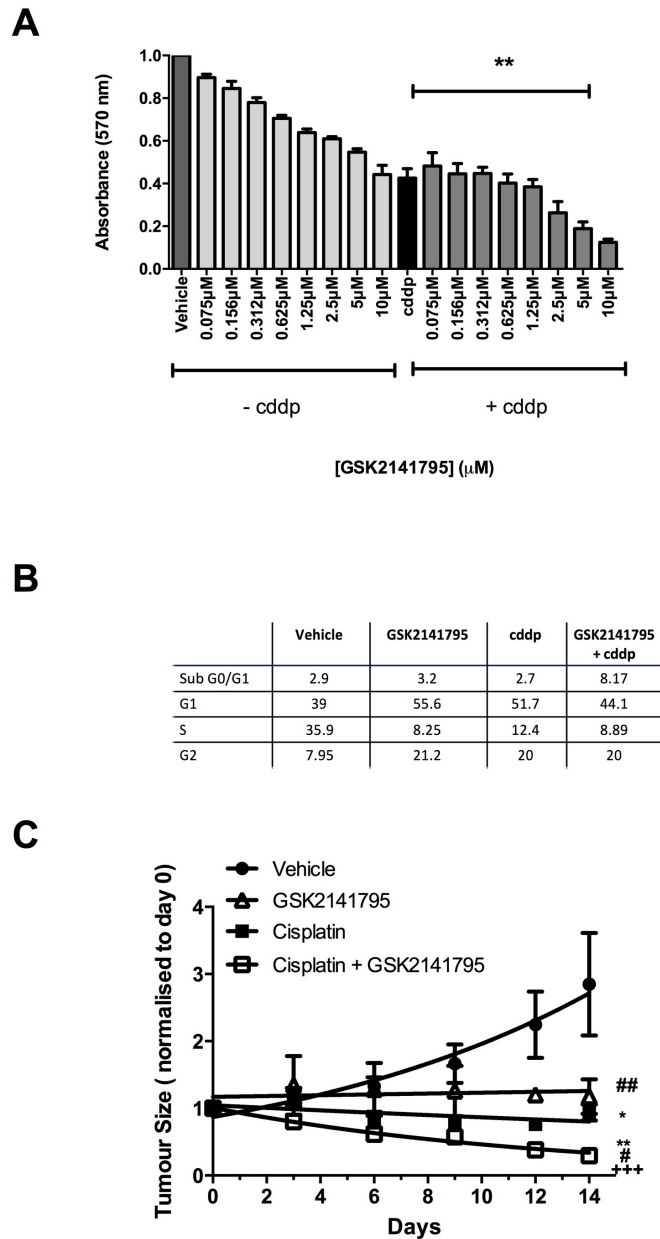 A
**
1.0
0.8
0.6
0.4
0.2
0.0
Absorbance (570 nm)
Vehicle
0.075μM
0.156μM
0.312μM
0.625μM
1.25μM
2.5μM
5μM
10μM
cddp
0.075μM
0.156μM
0.312μM
0.625μM
1.25μM
2.5μM
5μM
10μM
- cddp
+ cddp
[GSK2141795] (μM)
B
Vehicle GSK2141795 cddp GSK2141795
+ cddp
Sub G0/G1 2.9 3.2 2.7 8.17
G1 39 55.6 51.7 44.1
S 35.9 8.25 12.4 8.89
G2 7.95 21.2 20 20
C
Vehicle
GSK2141795
Cisplatin
Cisplatin + GSK2141795
Tumour Size ( normalised to day 0)
4
3
2
1
0
##
*
**
#
+++
0 2 4 6 8 10 12 14
Days